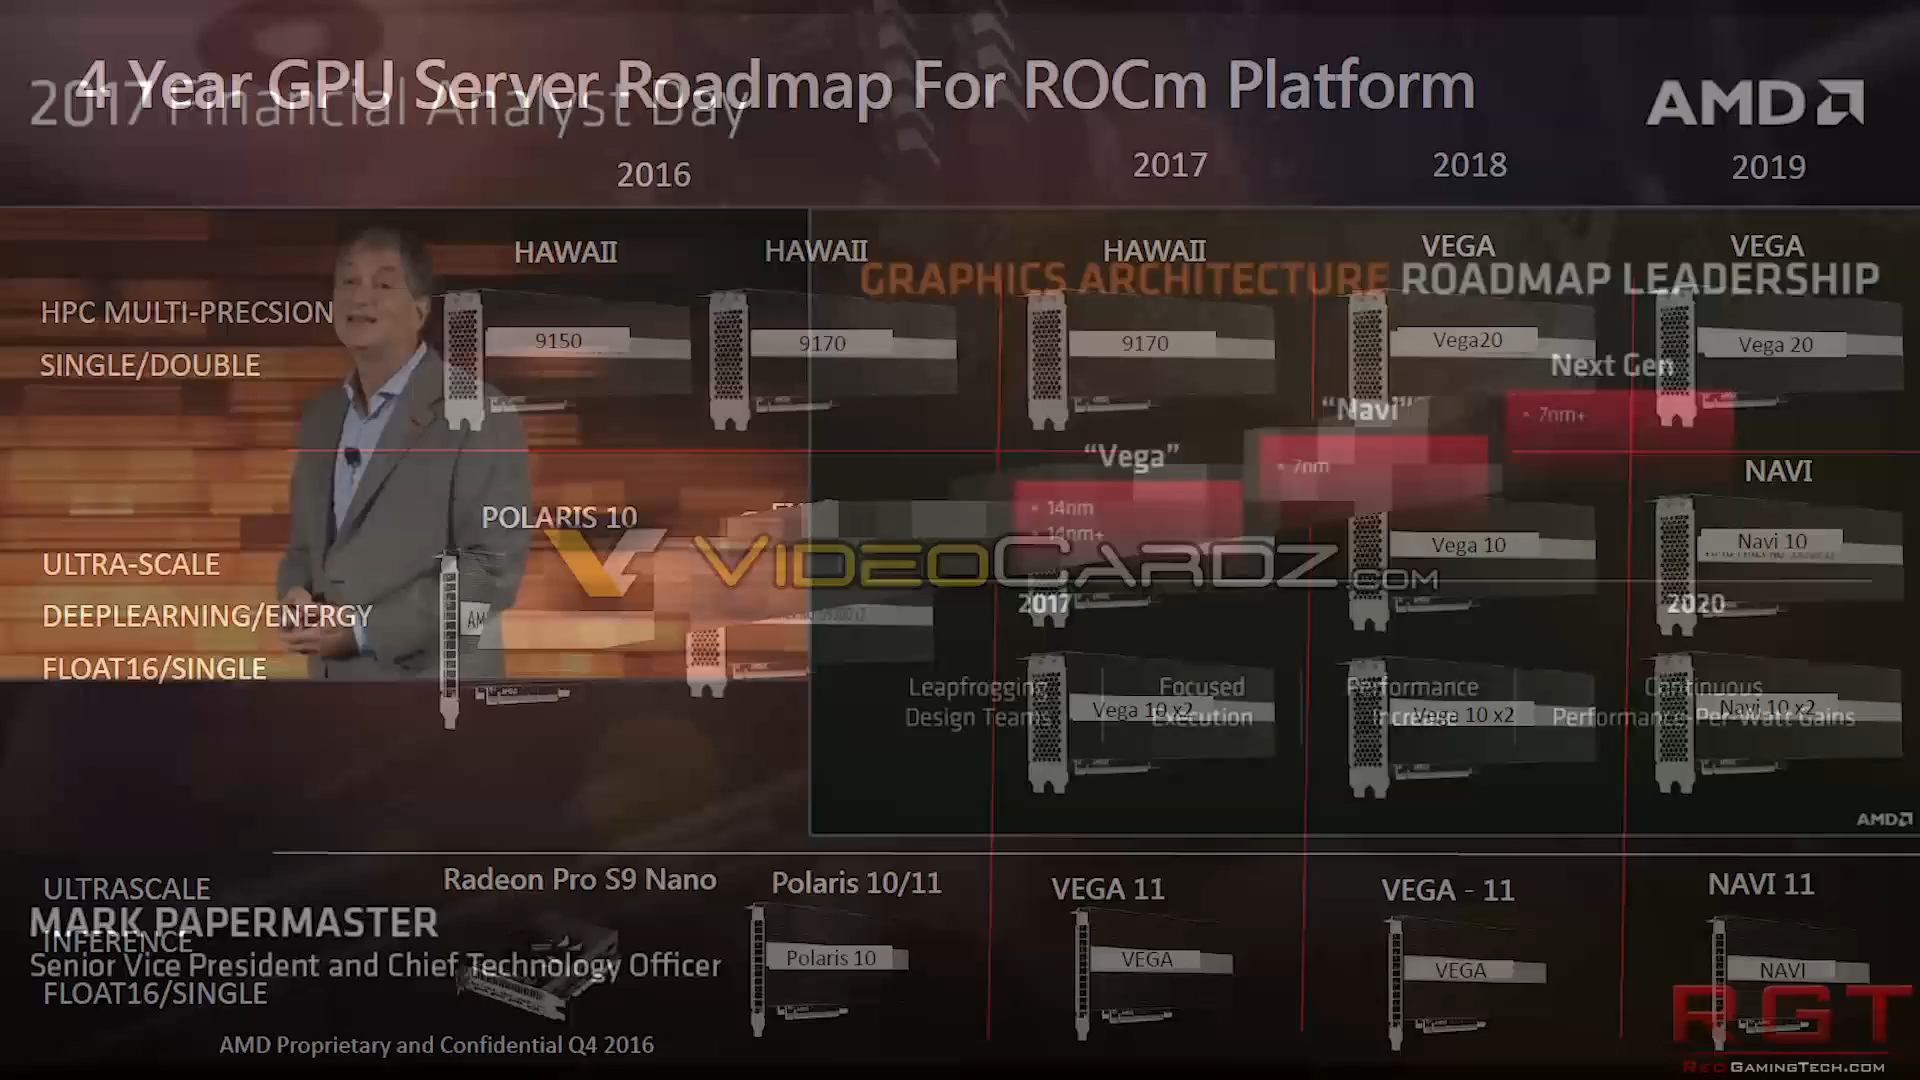 4 Year GPU Server Roadmap For ROCm Platform
2017 Financial Analyst Day
AMD
2016
2017
2018
2019
HAWAII
HAWAII
HAWAII
VEGA
VEGA
GRAPHICS ARCHITECTURE ROADMAP LEADERSHIP
HPC MULTI-PRECSION
SINGLE/DOUBLE
9150
9170
9170
Vega20
Vega 20
Next Gen
7nm+
"Navi"
7nm
"Vega"
14nm
14nm+
NAVI
POLARIS 10
VIDEOCARDZ.COM
Vega 10
Navi 10
ULTRA-SCALE
DEEPLEARNING/ENERGY
FLOAT16/SINGLE
AM
2017
2020
Leapfrogging
Design Teams
Focused
Execution
Performance
Increase
Continuous
Performance-Per-Watt Gains
Vega 10 x2
Vega 10 x2
Navi 10 x2
AMD
ULTRASCALE
INFERENCE
FLOAT16/SINGLE
Radeon Pro S9 Nano
Polaris 10/11
VEGA 11
VEGA - 11
NAVI 11
MARK PAPERMASTER
Senior Vice President and Chief Technology Officer
Polaris 10
VEGA
VEGA
NAVI
AMD Proprietary and Confidential Q4 2016
RGT
REDGAMINGTECH.COM